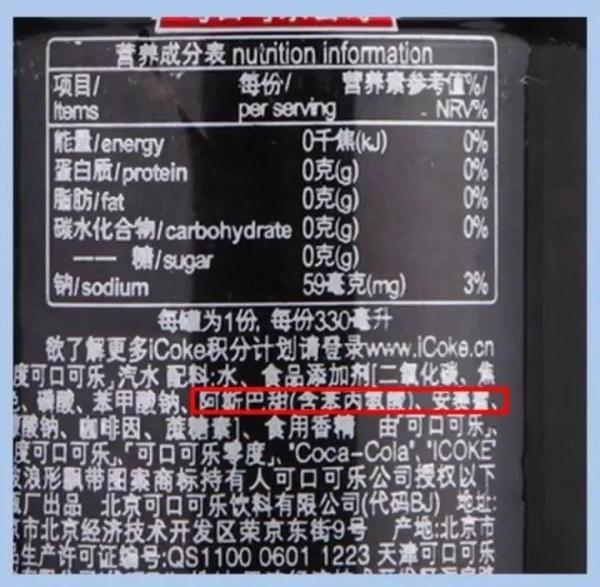 营养成分表 nutrition information
项目/ 每份/ 营养素参考值%/
Items per serving NRV%
能量/energy 0千焦(kJ) 0%
蛋白质/protein 0克(g) 0%
脂肪/fat 0克(g) 0%
碳水化合物/carbohydrate 0克(g) 0%
—— 糖/sugar 0克(g)
钠/sodium 59毫克(mg) 3%
每罐为1份, 每份330毫升
欲了解更多iCoke积分计划请登录www.iCoke.cn
度可口可乐」汽水 配料:水、食品添加剂[二氧化碳、焦
、磷酸、苯甲酸钠、阿斯巴甜(含苯丙氨酸)、安赛蜜、
酸钠、咖啡因、蔗糖素]、食用香精 由「可口可乐」、
度可口可乐」、「可口可乐零度」、"Coca-Cola"、"ICOKE"
浪形飘带图案商标持有人可口可乐公司授权以下
厂出品 北京可口可乐饮料有限公司(代码BJ) 地址:
市北京经济技术开发区荣京东街9号 产地:北京市
生产许可证编号:QS1100 0601 1223 天津可口可乐